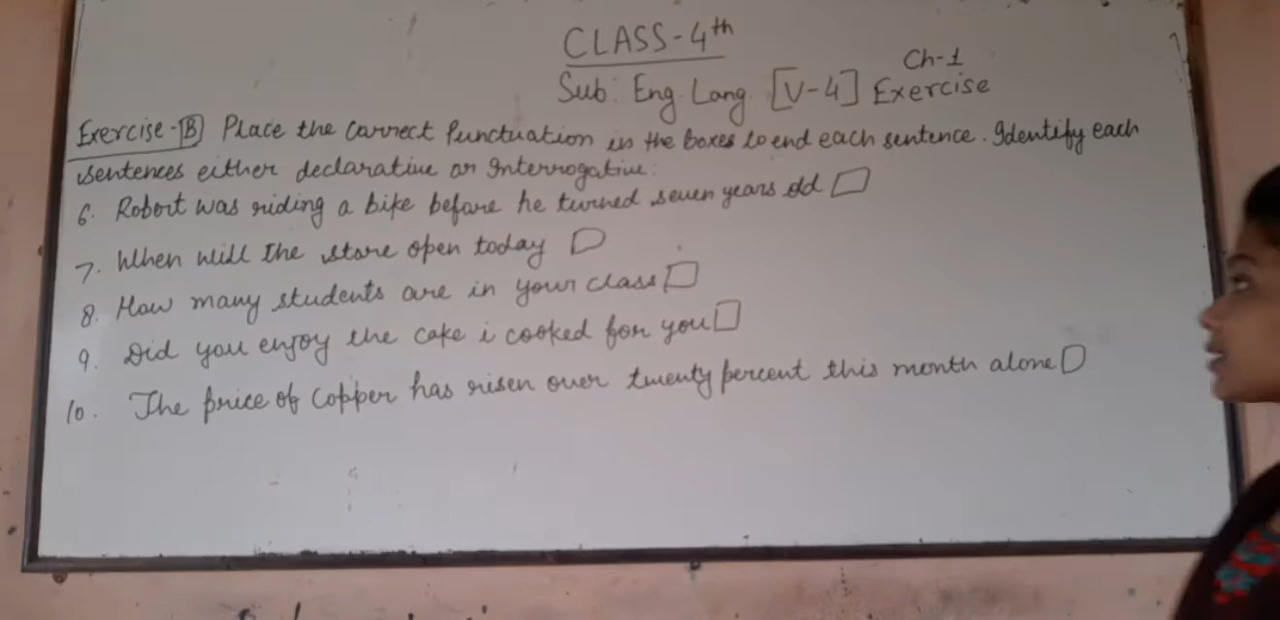 CLASS-4th
Ch-1
Sub: Eng. Lang. [V-4] Exercise
Exercise-[B] Place the Correct Punctuation in the boxes to end each sentence. Identify each
sentences either declarative or Interrogative:
6. Robert was riding a bike before he turned seven years old
7. When will the store open today
8. How many students are in your class
9. Did you enjoy the cake i cooked for you
10. The price of Copper has risen over twenty percent this month alone